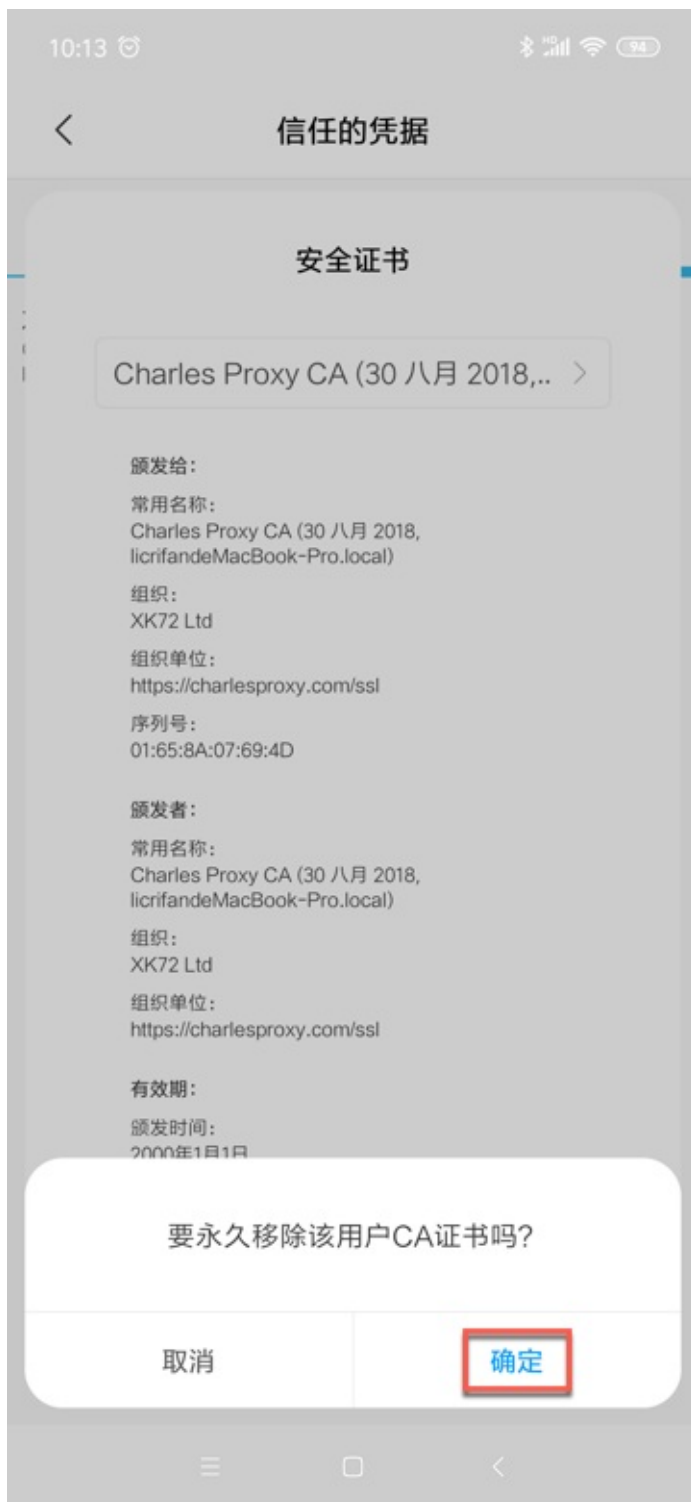 10:13
HD
94
信任的凭据
安全证书
Charles Proxy CA (30 八月 2018,..
颁发给：
常用名称：
Charles Proxy CA (30 八月 2018,
licrifandeMacBook-Pro.local)
组织：
XK72 Ltd
组织单位：
https://charlesproxy.com/ssl
序列号：
01:65:8A:07:69:4D
颁发者：
常用名称：
Charles Proxy CA (30 八月 2018,
licrifandeMacBook-Pro.local)
组织：
XK72 Ltd
组织单位：
https://charlesproxy.com/ssl
有效期：
颁发时间：
2000年1月1日
要永久移除该用户CA证书吗?
取消
确定